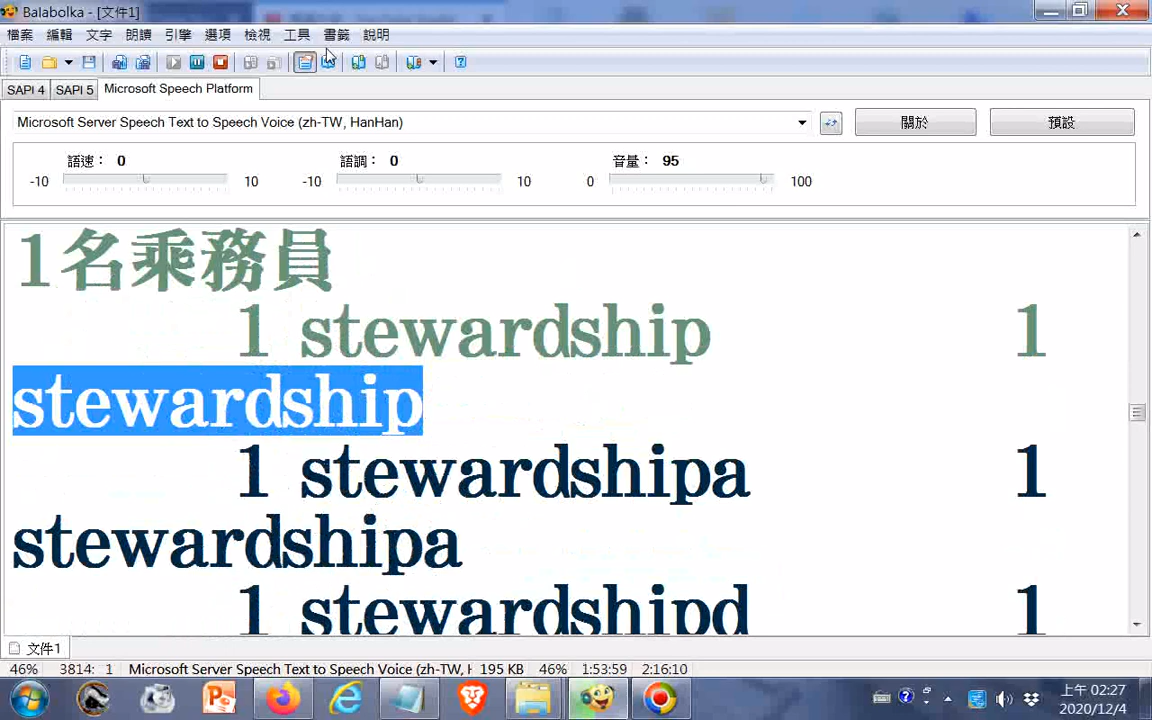 Balabolka - [文件1]
檔案 編輯 文字 朗讀 引擎 選項 檢視 工具 書籤 說明
SAPI 4 SAPI 5 Microsoft Speech Platform
Microsoft Server Speech Text to Speech Voice (zh-TW, HanHan) 關於 預設
語速： 0 語調： 0 音量： 95
-10 10 -10 10 0 100
1名乘務員
1 stewardship 1
stewardship
1 stewardshipa 1
stewardshipa
1 stewardshipd 1
文件1
46% 3814: 1 Microsoft Server Speech Text to Speech Voice (zh-TW, H 195 KB 46% 1:53:59 2:16:10
上午 02:27
2020/12/4